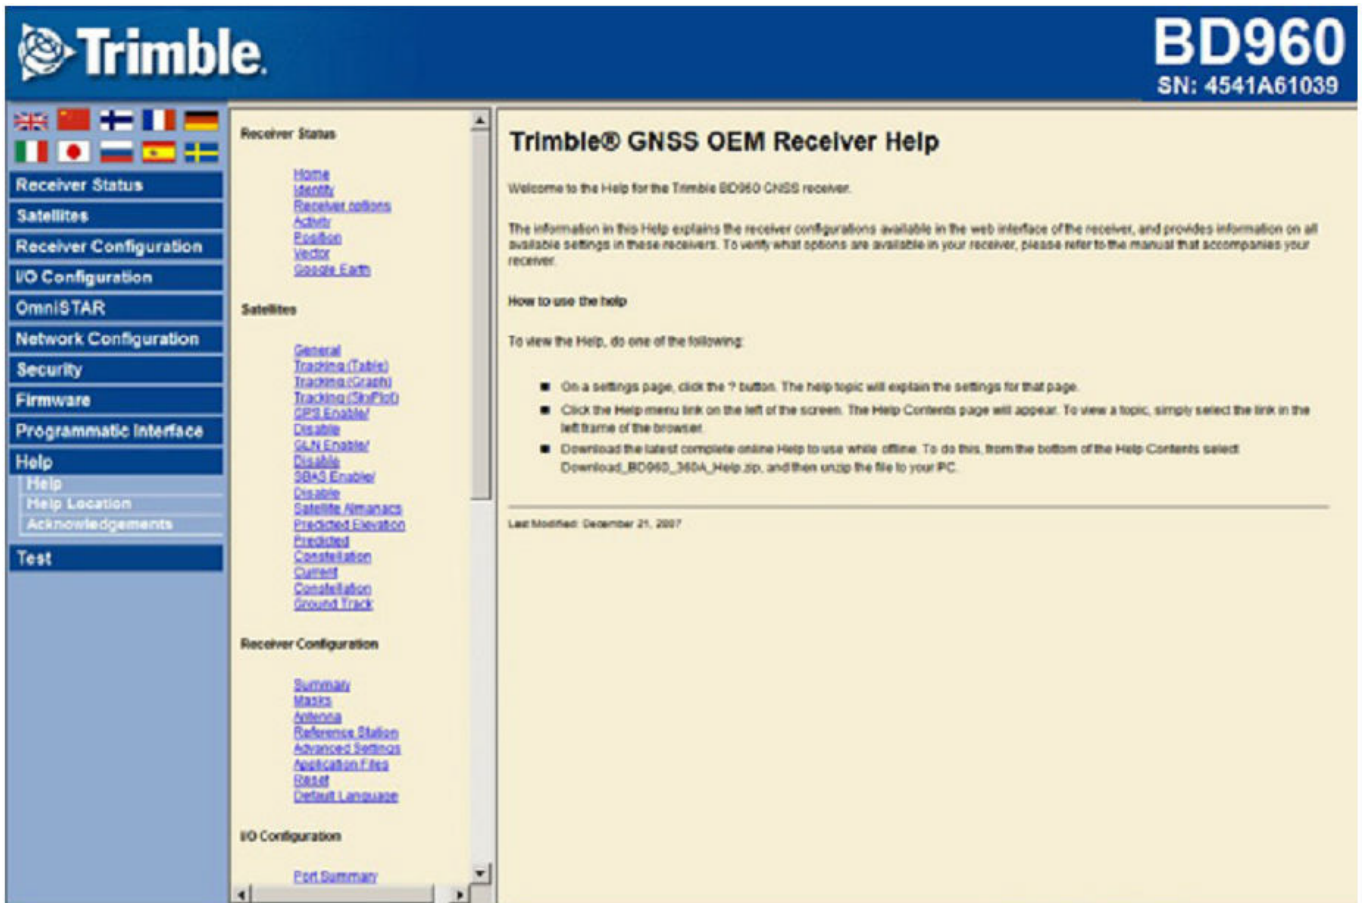 Trimble.
BD960
SN: 4541A61039
Receiver Status
Satellites
Receiver Configuration
I/O Configuration
OmniSTAR
Network Configuration
Security
Firmware
Programmatic Interface
Help
Help
Help Location
Acknowledgements
Test
Receiver Status
Home
Identity
Receiver options
Activity
Position
Vector
Google Earth
Satellites
General
Tracking (Table)
Tracking (Graph)
Tracking (SkyPlot)
GPS Enable/
Disable
GLN Enable/
Disable
SBAS Enable/
Disable
Satellite Almanacs
Predicted Elevation
Predicted
Constellation
Current
Constellation
Ground Track
Receiver Configuration
Summary
Masks
Antenna
Reference Station
Advanced Settings
Application Files
Reset
Default Language
I/O Configuration
Port Summary
Trimble® GNSS OEM Receiver Help
Welcome to the Help for the Trimble BD960 GNSS receiver.
The information in this Help explains the receiver configurations available in the web interface of the receiver, and provides information on all
available settings in these receivers. To verify what options are available in your receiver, please refer to the manual that accompanies your
receiver.
How to use the help
To view the Help, do one of the following:
■ On a settings page, click the ? button. The help topic will explain the settings for that page.
■ Click the Help menu link on the left of the screen. The Help Contents page will appear. To view a topic, simply select the link in the
left frame of the browser.
■ Download the latest complete online Help to use while offline. To do this, from the bottom of the Help Contents select
Download_BD960_360A_Help.zip, and then unzip the file to your PC.
Last Modified: December 21, 2007